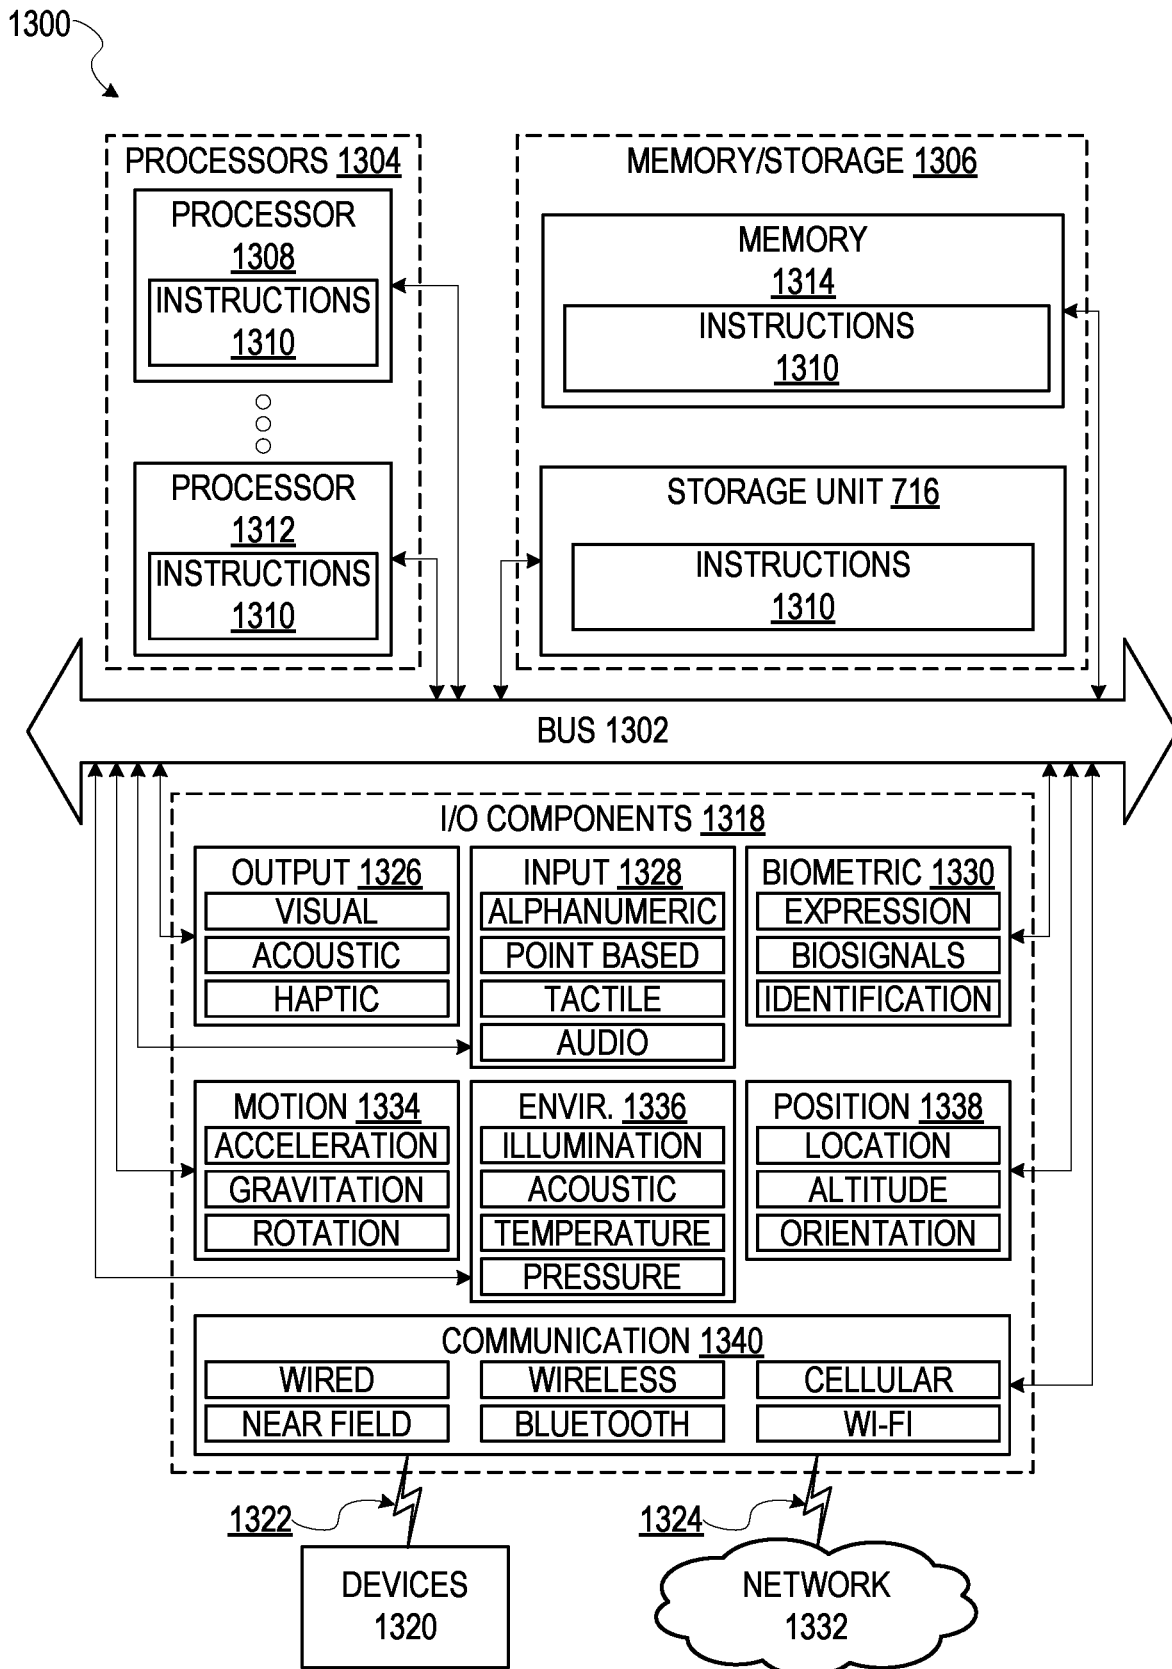 1300
PROCESSORS 1304
PROCESSOR
1308
INSTRUCTIONS
1310
PROCESSOR
1312
INSTRUCTIONS
1310
MEMORY/STORAGE 1306
MEMORY
1314
INSTRUCTIONS
1310
STORAGE UNIT 716
INSTRUCTIONS
1310
BUS 1302
I/O COMPONENTS 1318
OUTPUT 1326
VISUAL
ACOUSTIC
HAPTIC
INPUT 1328
ALPHANUMERIC
POINT BASED
TACTILE
AUDIO
BIOMETRIC 1330
EXPRESSION
BIOSIGNALS
IDENTIFICATION
MOTION 1334
ACCELERATION
GRAVITATION
ROTATION
ENVIR. 1336
ILLUMINATION
ACOUSTIC
TEMPERATURE
PRESSURE
POSITION 1338
LOCATION
ALTITUDE
ORIENTATION
COMMUNICATION 1340
WIRED
WIRELESS
CELLULAR
NEAR FIELD
BLUETOOTH
WI-FI
1322
1324
DEVICES
1320
NETWORK
1332